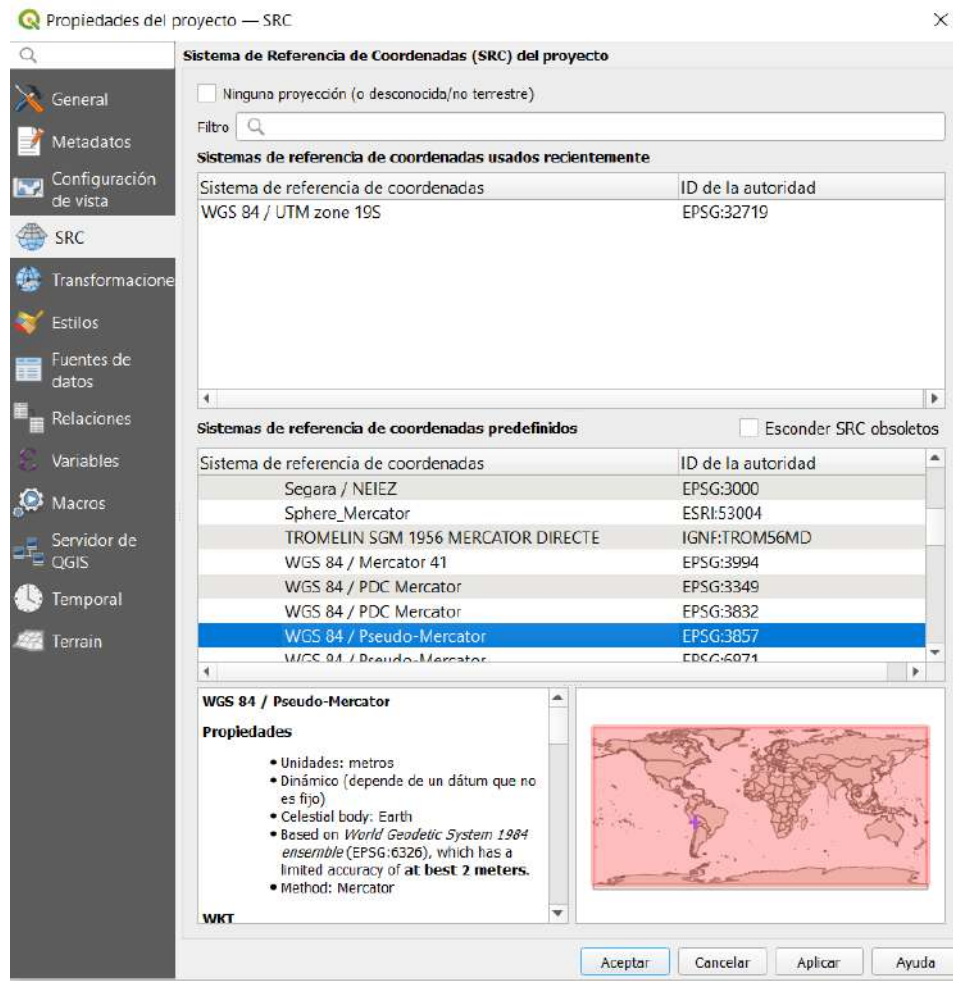 Propiedades del proyecto — SRC
Sistema de Referencia de Coordenadas (SRC) del proyecto
General
Metadatos
Configuración
de vista
SRC
Transformacione
Estilos
Fuentes de
datos
Relaciones
Variables
Macros
Servidor de
QGIS
Temporal
Terrain
Ninguna proyección (o desconocida/no terrestre)
Filtro
Sistemas de referencia de coordenadas usados recientemente
Sistema de referencia de coordenadas ID de la autoridad
WGS 84 / UTM zone 19S EPSG:32719
Sistemas de referencia de coordenadas predefinidos Esconder SRC obsoletos
Sistema de referencia de coordenadas ID de la autoridad
Segara / NEIEZ EPSG:3000
Sphere_Mercator ESRI:53004
TROMELIN SGM 1956 MERCATOR DIRECTE IGNF:TROM56MD
WGS 84 / Mercator 41 EPSG:3994
WGS 84 / PDC Mercator EPSG:3349
WGS 84 / PDC Mercator EPSG:3832
WGS 84 / Pseudo-Mercator EPSG:3857
WGS 84 / Pseudo-Mercator EPSG:6871
WGS 84 / Pseudo-Mercator
Propiedades
• Unidades: metros
• Dinámico (depende de un dátum que no
es fijo)
• Celestial body: Earth
• Based on World Geodetic System 1984
ensemble (EPSG:6326), which has a
limited accuracy of at best 2 meters.
• Method: Mercator
WKT
Aceptar Cancelar Aplicar Ayuda